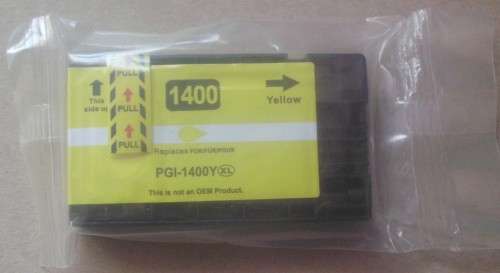 PULL
PULL
PULL
This
side up
1400
Yellow
Replaces
PGI-1400Y XL
This is not an OEM Product.